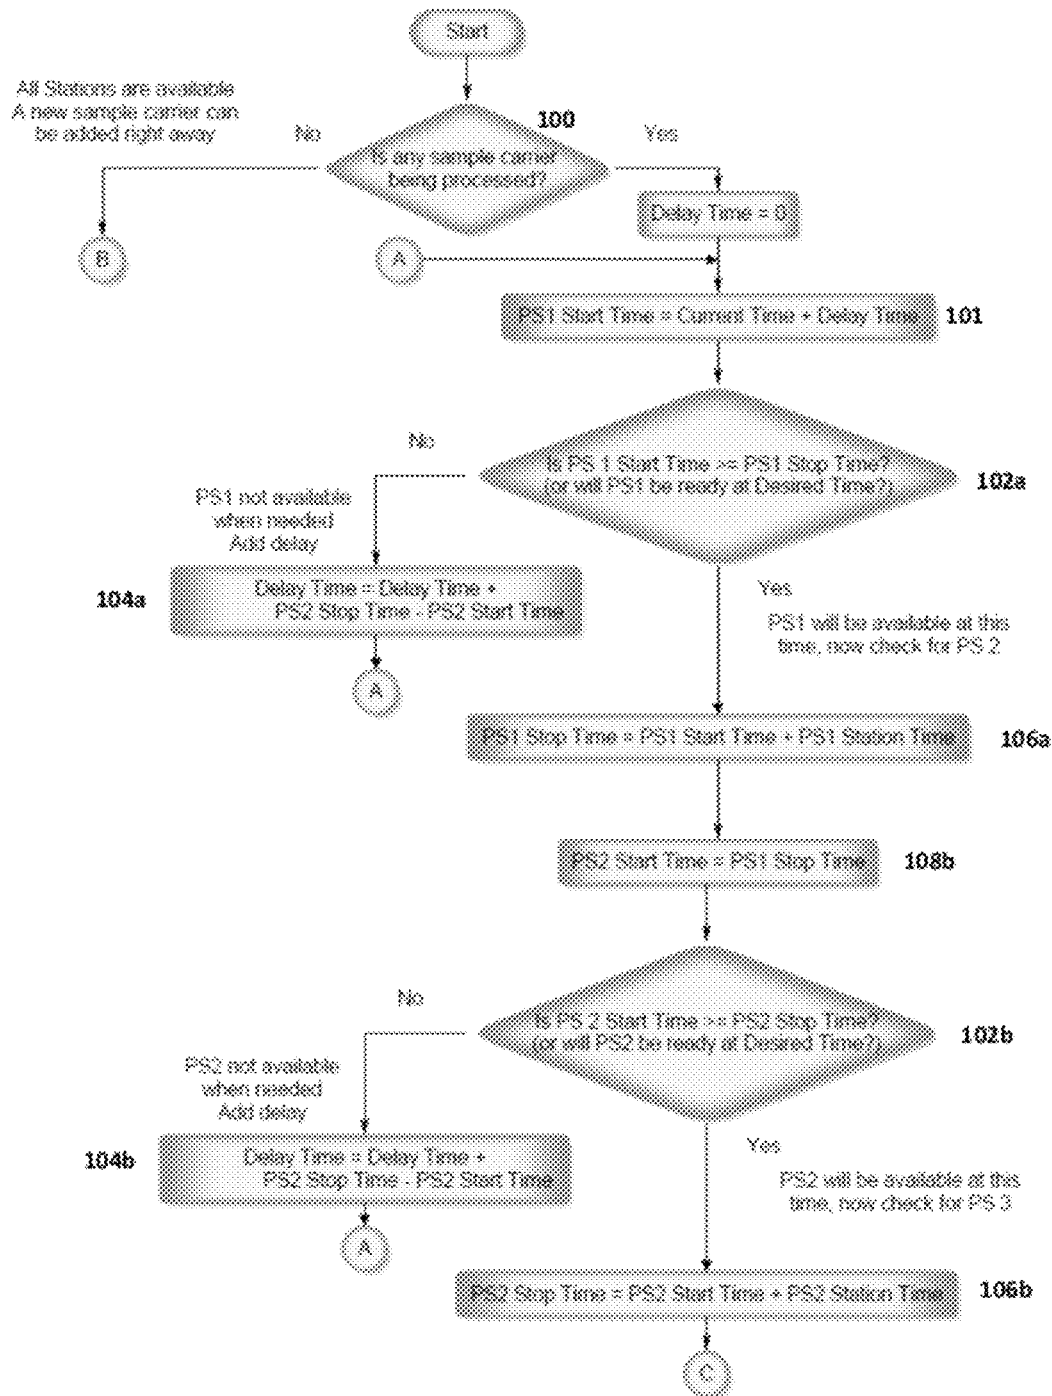 Start
All Stations are available
A new sample carrier can
be added right away
No
100
Yes
Is any sample carrier
being processed?
Delay Time = 0
B
A
PS1 Start Time = Current Time + Delay Time
101
No
Is PS 1 Start Time >= PS1 Stop Time?
(or will PS1 be ready at Desired Time?)
102a
PS1 not available
when needed
Add delay
104a
Delay Time = Delay Time +
PS2 Stop Time - PS2 Start Time
Yes
PS1 will be available at this
time, now check for PS 2
A
PS1 Stop Time = PS1 Start Time + PS1 Station Time
106a
PS2 Start Time = PS1 Stop Time
108b
No
Is PS 2 Start Time >= PS2 Stop Time?
(or will PS2 be ready at Desired Time?)
102b
PS2 not available
when needed
Add delay
104b
Delay Time = Delay Time +
PS2 Stop Time - PS2 Start Time
Yes
PS2 will be available at this
time, now check for PS 3
A
PS2 Stop Time = PS2 Start Time + PS2 Station Time
106b
C